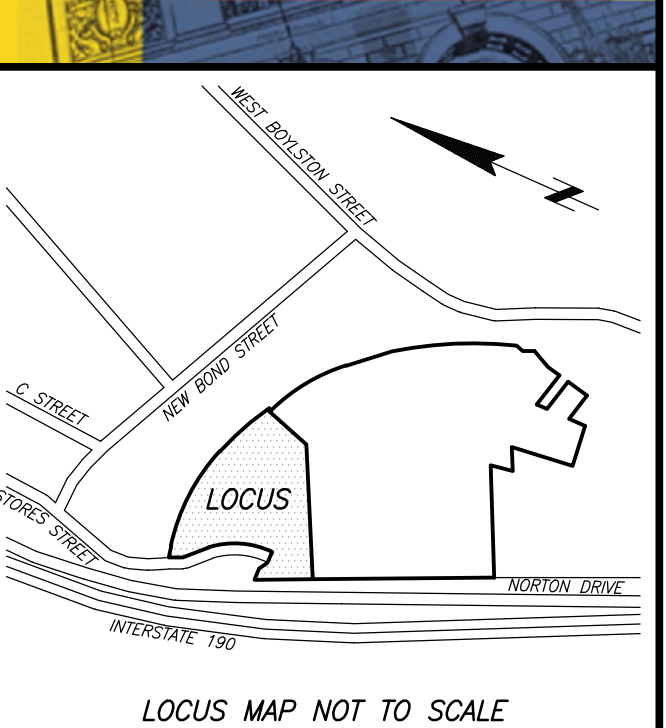 WEST BOYLSTON STREET
NEW BOND STREET
C STREET
LOCUS
STORES STREET
NORTON DRIVE
INTERSTATE 190
LOCUS MAP NOT TO SCALE